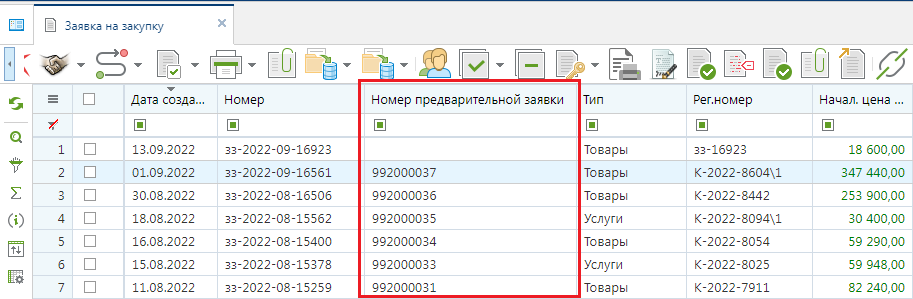 Заявка на закупку
Дата созда... Номер Номер предварительной заявки Тип Рег.номер Начал. цена ...
1 13.09.2022 зз-2022-09-16923 Товары зз-16923 18 600,00
2 01.09.2022 зз-2022-09-16561 992000037 Товары К-2022-8604\1 347 440,00
3 30.08.2022 зз-2022-08-16506 992000036 Товары К-2022-8442 253 900,00
4 18.08.2022 зз-2022-08-15562 992000035 Услуги К-2022-8094\1 30 400,00
5 16.08.2022 зз-2022-08-15400 992000034 Товары К-2022-8054 59 290,00
6 15.08.2022 зз-2022-08-15378 992000033 Услуги К-2022-8025 59 948,00
7 11.08.2022 зз-2022-08-15259 992000031 Товары К-2022-7911 82 240,00